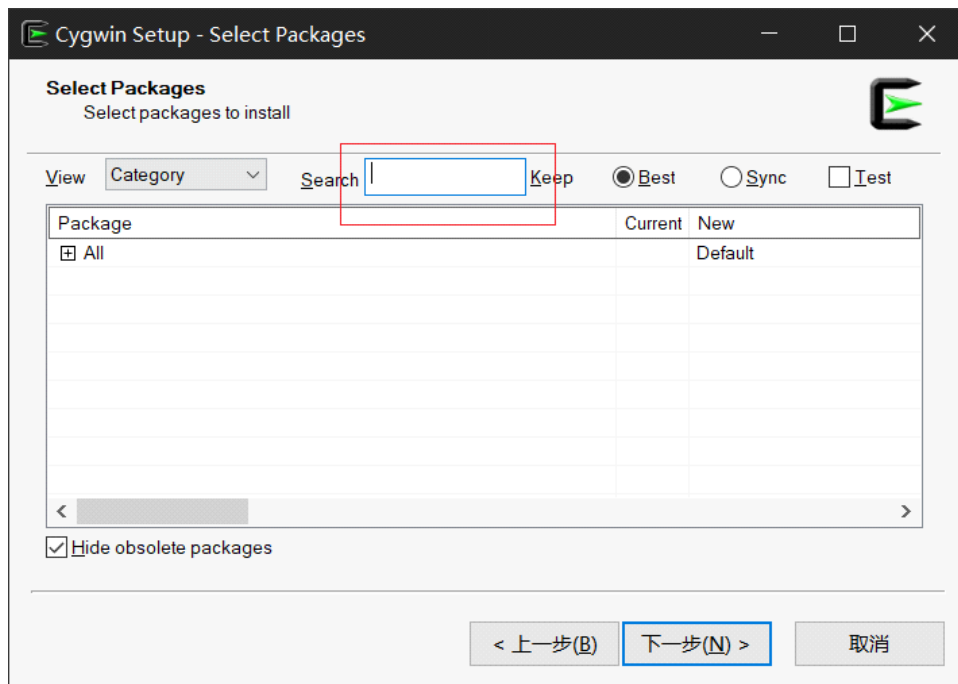 Cygwin Setup - Select Packages
Select Packages
Select packages to install
View Category Search Keep Best Sync Test
Package Current New
All Default
Hide obsolete packages
< 上一步(B) 下一步(N) > 取消